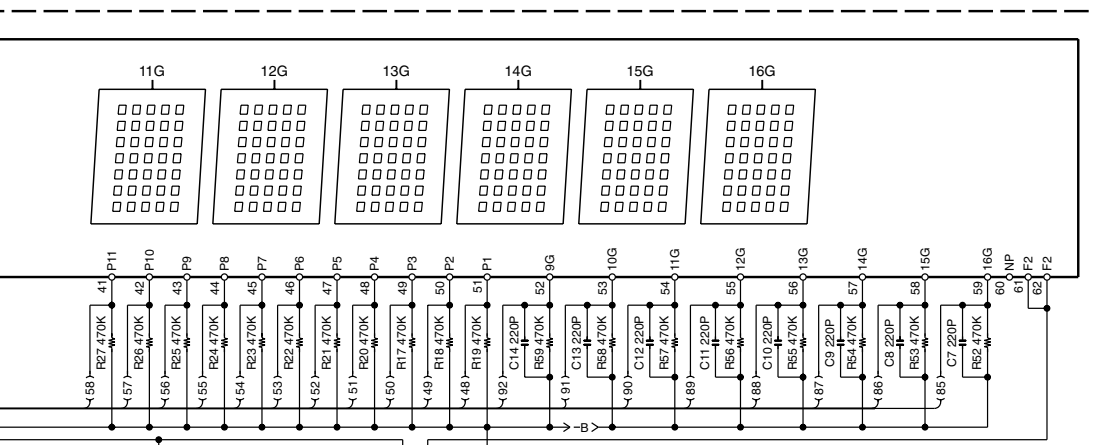 11G 12G 13G 14G 15G 16G
P11 P10 P9 P8 P7 P6 P5 P4 P3 P2 P1 9G 10G 11G 12G 13G 14G 15G 16G NP F2 F2
41 42 43 44 45 46 47 48 49 50 51 52 53 54 55 56 57 58 59 60 61 62
R27 470K R26 470K R25 470K R24 470K R23 470K R22 470K R21 470K R20 470K R17 470K R18 470K R19 470K C14 220P R59 470K C13 220P R58 470K C12 220P R57 470K C11 220P R56 470K C10 220P R55 470K C9 220P R54 470K C8 220P R53 470K C7 220P R52 470K
58 57 56 55 54 53 52 51 50 49 48 92 91 90 89 88 87 86 85
B